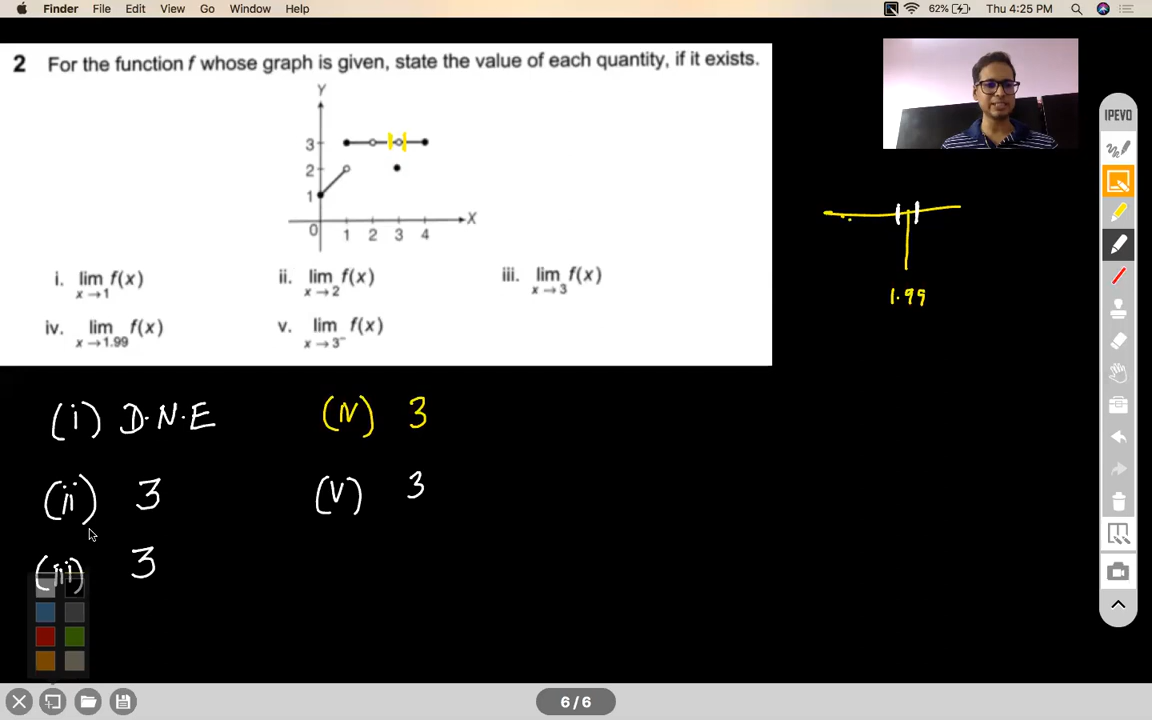 Finder File Edit View Go Window Help 62% Thu 4:25 PM
2 For the function f whose graph is given, state the value of each quantity, if it exists.
Y
3
2
1
0 1 2 3 4 X
i. lim f(x) ii. lim f(x) iii. lim f(x)
x → 1 x → 2 x → 3
iv. lim f(x) v. lim f(x)
x → 1.99 x → 3⁻
IPEVO
1.99
(i) D.N.E (iv) 3
(ii) 3 (v) 3
(iii) 3
6 / 6